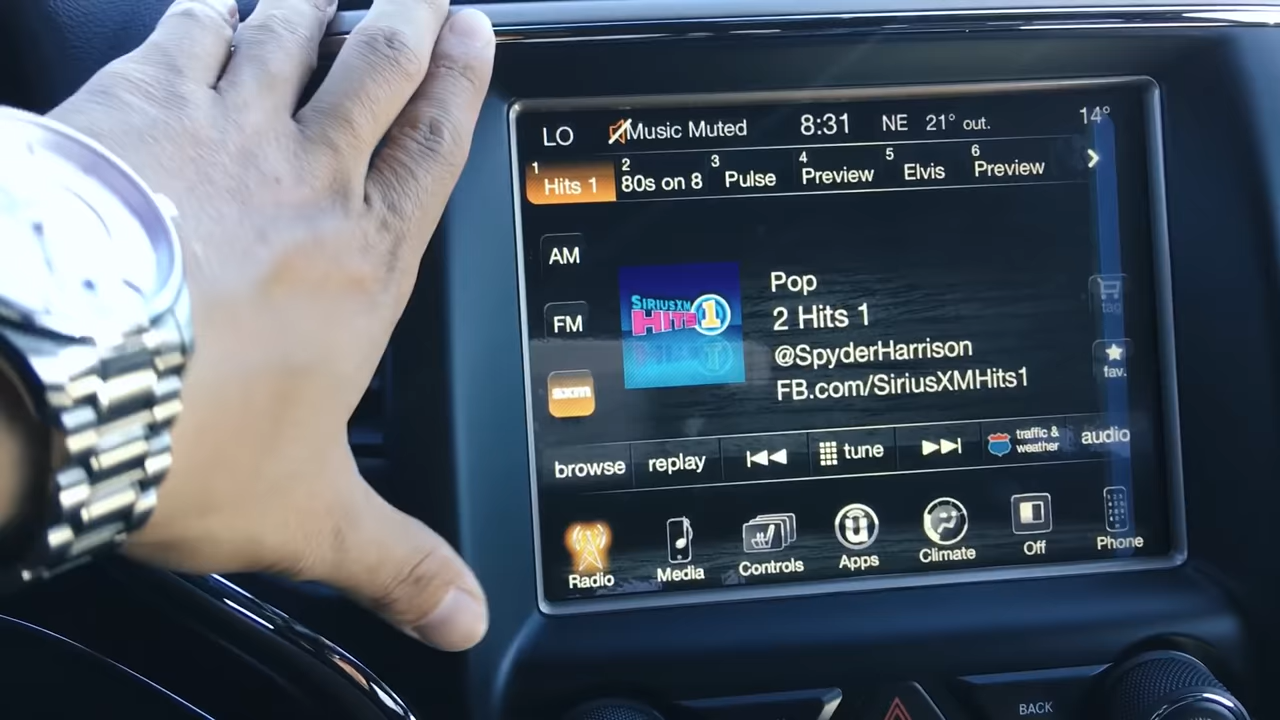 LO
Music Muted
8:31
NE
21° out.
14°
1 Hits 1
2 80s on 8
3 Pulse
4 Preview
5 Elvis
6 Preview
AM
FM
sxm
SIRIUSXM
HITS 1
Pop
2 Hits 1
@SpyderHarrison
FB.com/SiriusXMHits1
tag
fav.
browse
replay
tune
traffic &
weather
audio
Radio
Media
Controls
Apps
Climate
Off
Phone
BACK